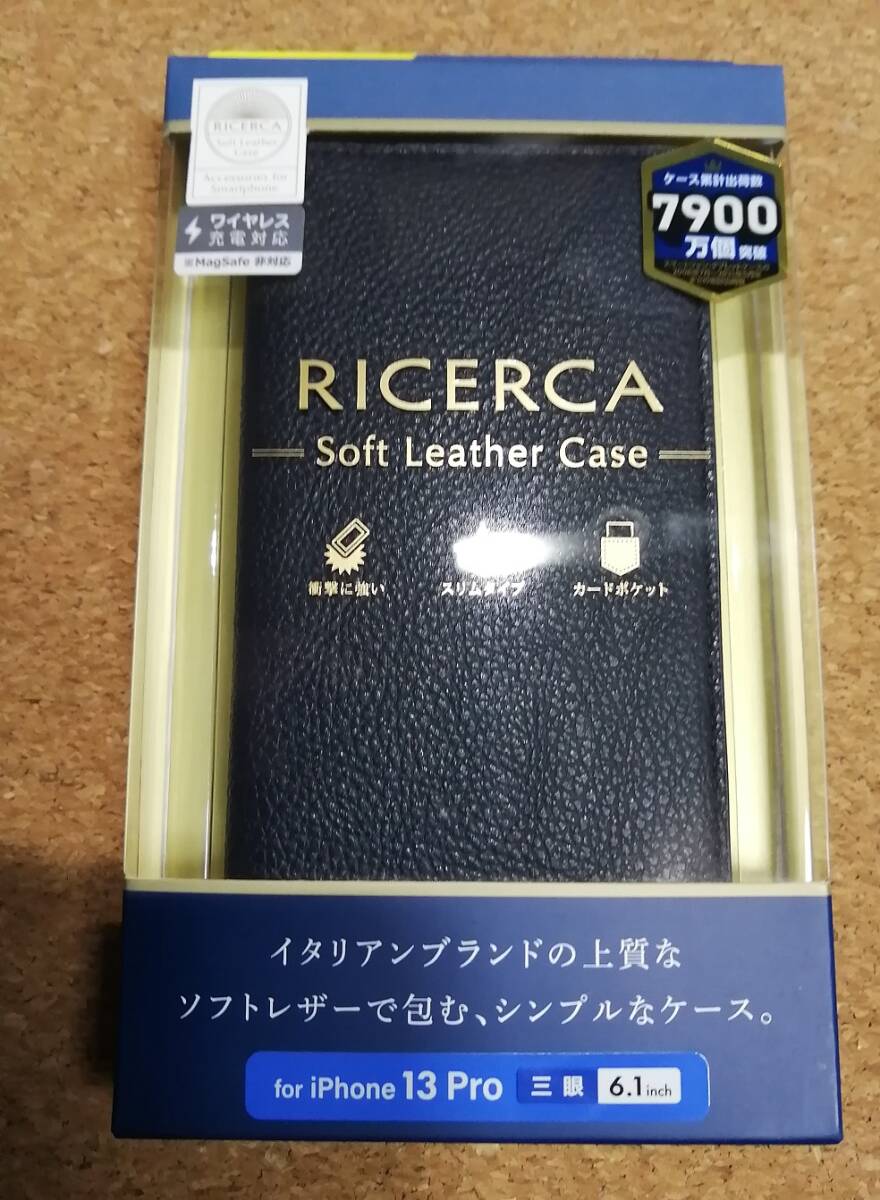 RICERCA
Soft Leather
Case
Accessories for
Smartphone
ワイヤレス
充電対応
※MagSafe 非対応
ケース累計出荷数
7900
万個 突破
RICERCA
Soft Leather Case
衝撃に強い
スリムタイプ
カードポケット
イタリアンブランドの上質な
ソフトレザーで包む、シンプルなケース。
for iPhone 13 Pro 三眼 6.1inch